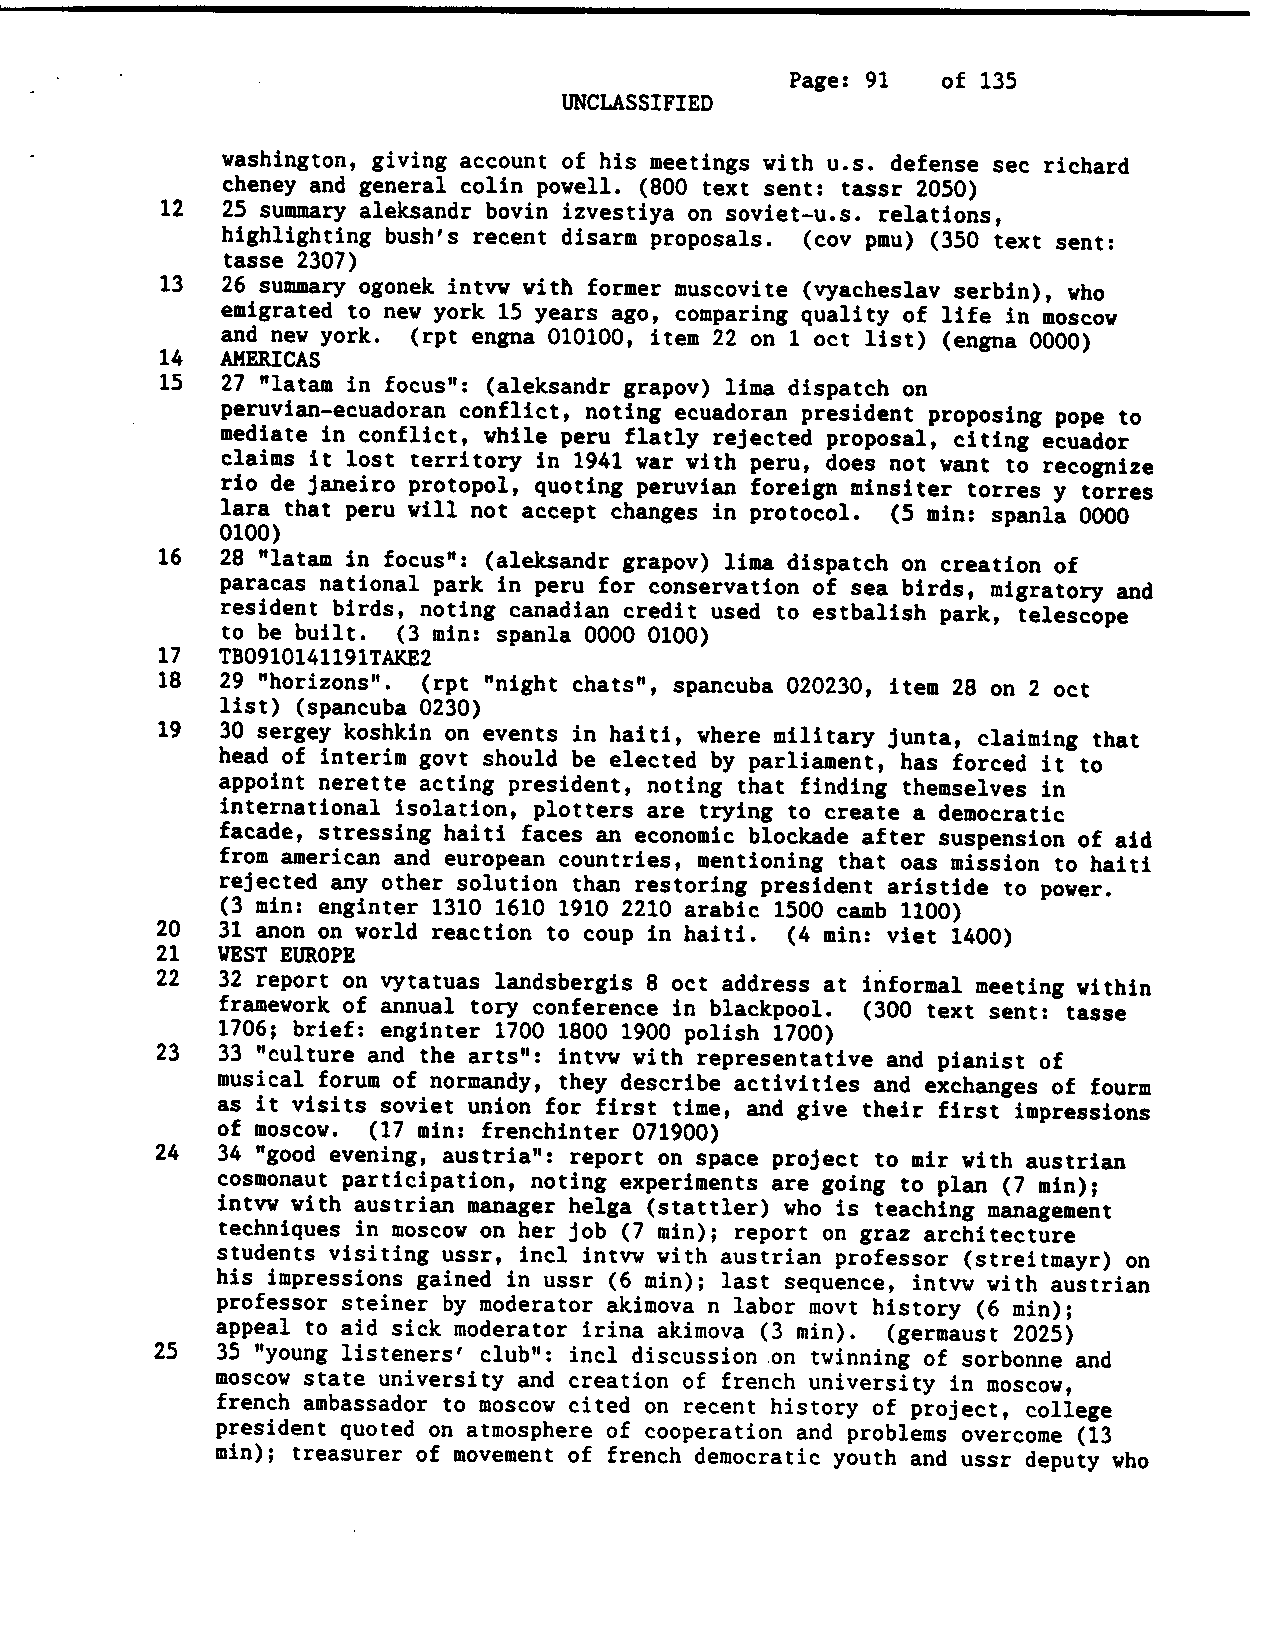 Page: 91 of 135
UNCLASSIFIED
washington, giving account of his meetings with u.s. defense sec richard
cheney and general colin powell. (800 text sent: tassr 2050)
12 25 summary aleksandr bovin izvestiya on soviet-u.s. relations,
highlighting bush's recent disarm proposals. (cov pmu) (350 text sent:
tasse 2307)
13 26 summary ogonek intvw with former muscovite (vyacheslav serbin), who
emigrated to new york 15 years ago, comparing quality of life in moscow
and new york. (rpt engna 010100, item 22 on 1 oct list) (engna 0000)
14 AMERICAS
15 27 "latam in focus": (aleksandr grapov) lima dispatch on
peruvian-ecuadoran conflict, noting ecuadoran president proposing pope to
mediate in conflict, while peru flatly rejected proposal, citing ecuador
claims it lost territory in 1941 war with peru, does not want to recognize
rio de janeiro protopol, quoting peruvian foreign minsiter torres y torres
lara that peru will not accept changes in protocol. (5 min: spanla 0000
0100)
16 28 "latam in focus": (aleksandr grapov) lima dispatch on creation of
paracas national park in peru for conservation of sea birds, migratory and
resident birds, noting canadian credit used to estbalish park, telescope
to be built. (3 min: spanla 0000 0100)
17 TB0910141191TAKE2
18 29 "horizons". (rpt "night chats", spancuba 020230, item 28 on 2 oct
list) (spancuba 0230)
19 30 sergey koshkin on events in haiti, where military junta, claiming that
head of interim govt should be elected by parliament, has forced it to
appoint nerette acting president, noting that finding themselves in
international isolation, plotters are trying to create a democratic
facade, stressing haiti faces an economic blockade after suspension of aid
from american and european countries, mentioning that oas mission to haiti
rejected any other solution than restoring president aristide to power.
(3 min: enginter 1310 1610 1910 2210 arabic 1500 camb 1100)
20 31 anon on world reaction to coup in haiti. (4 min: viet 1400)
21 WEST EUROPE
22 32 report on vytatuas landsbergis 8 oct address at informal meeting within
framework of annual tory conference in blackpool. (300 text sent: tasse
1706; brief: enginter 1700 1800 1900 polish 1700)
23 33 "culture and the arts": intvw with representative and pianist of
musical forum of normandy, they describe activities and exchanges of fourm
as it visits soviet union for first time, and give their first impressions
of moscow. (17 min: frenchinter 071900)
24 34 "good evening, austria": report on space project to mir with austrian
cosmonaut participation, noting experiments are going to plan (7 min);
intvw with austrian manager helga (stattler) who is teaching management
techniques in moscow on her job (7 min); report on graz architecture
students visiting ussr, incl intvw with austrian professor (streitmayr) on
his impressions gained in ussr (6 min); last sequence, intvw with austrian
professor steiner by moderator akimova n labor movt history (6 min);
appeal to aid sick moderator irina akimova (3 min). (germaust 2025)
25 35 "young listeners' club": incl discussion on twinning of sorbonne and
moscow state university and creation of french university in moscow,
french ambassador to moscow cited on recent history of project, college
president quoted on atmosphere of cooperation and problems overcome (13
min); treasurer of movement of french democratic youth and ussr deputy who